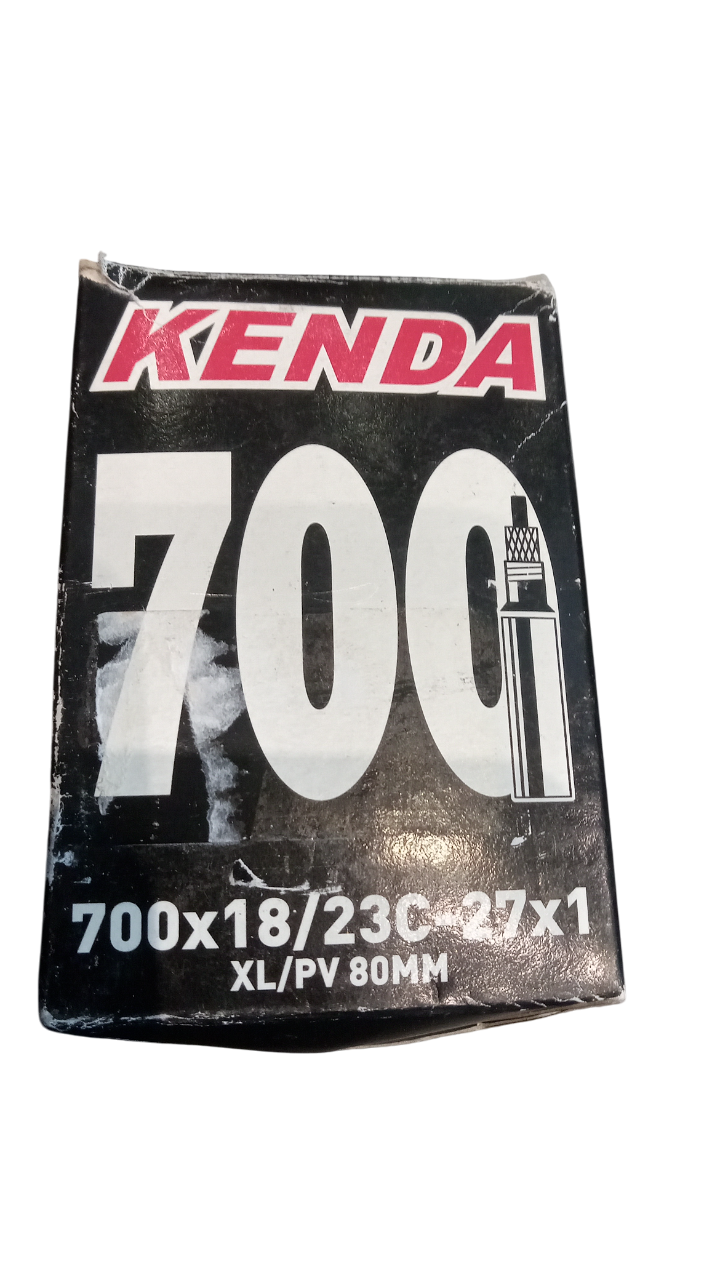 KENDA
700
700x18/23C-27x1
XL/PV 80MM